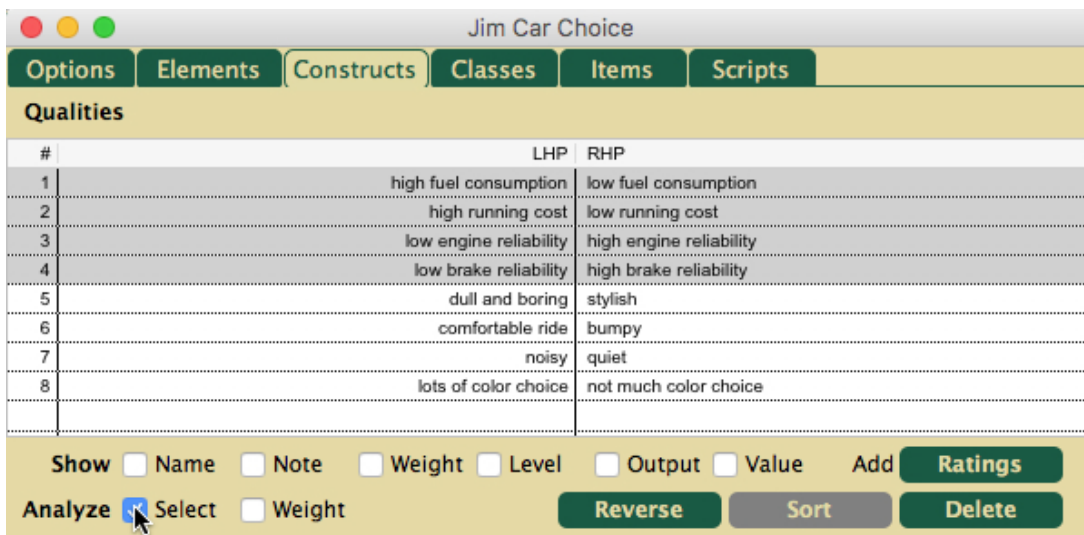 Jim Car Choice
Options Elements Constructs Classes Items Scripts
Qualities
# LHP RHP
1 high fuel consumption low fuel consumption
2 high running cost low running cost
3 low engine reliability high engine reliability
4 low brake reliability high brake reliability
5 dull and boring stylish
6 comfortable ride bumpy
7 noisy quiet
8 lots of color choice not much color choice
Show Name Note Weight Level Output Value Add Ratings
Analyze Select Weight Reverse Sort Delete